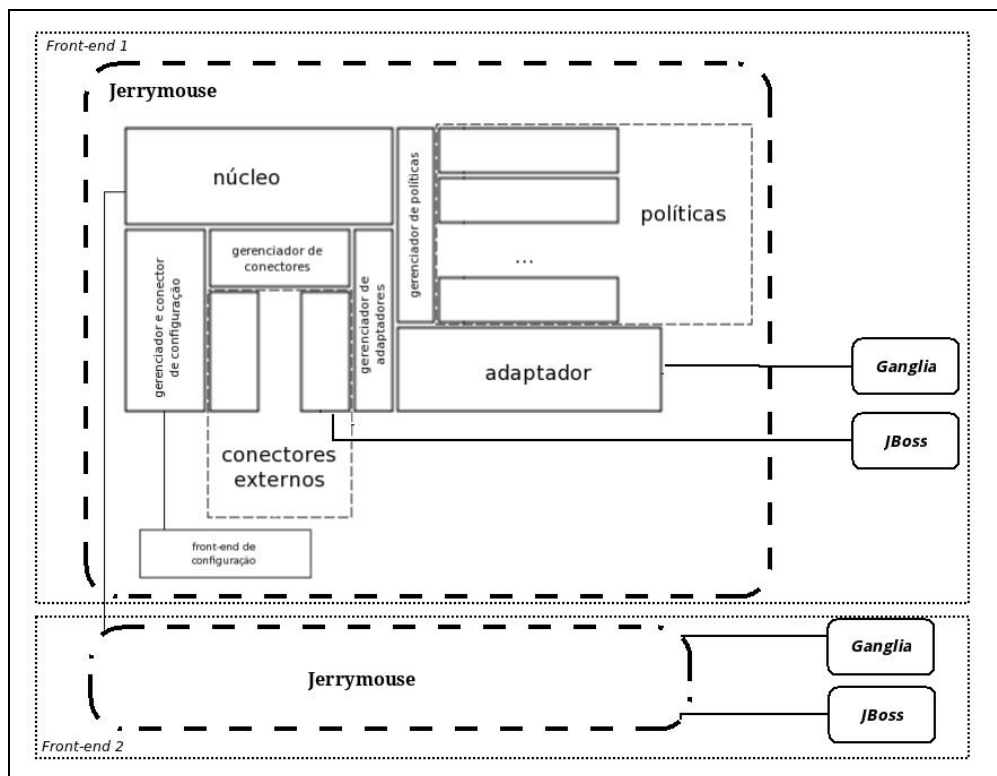 Front-end 1
Jerrymouse
núcleo
gerenciador de políticas
políticas
...
gerenciador e conector
de configuração
gerenciador de
conectores
gerenciador de
adaptadores
adaptador
Ganglia
JBoss
conectores
externos
front-end de
configuração
Jerrymouse
Ganglia
JBoss
Front-end 2